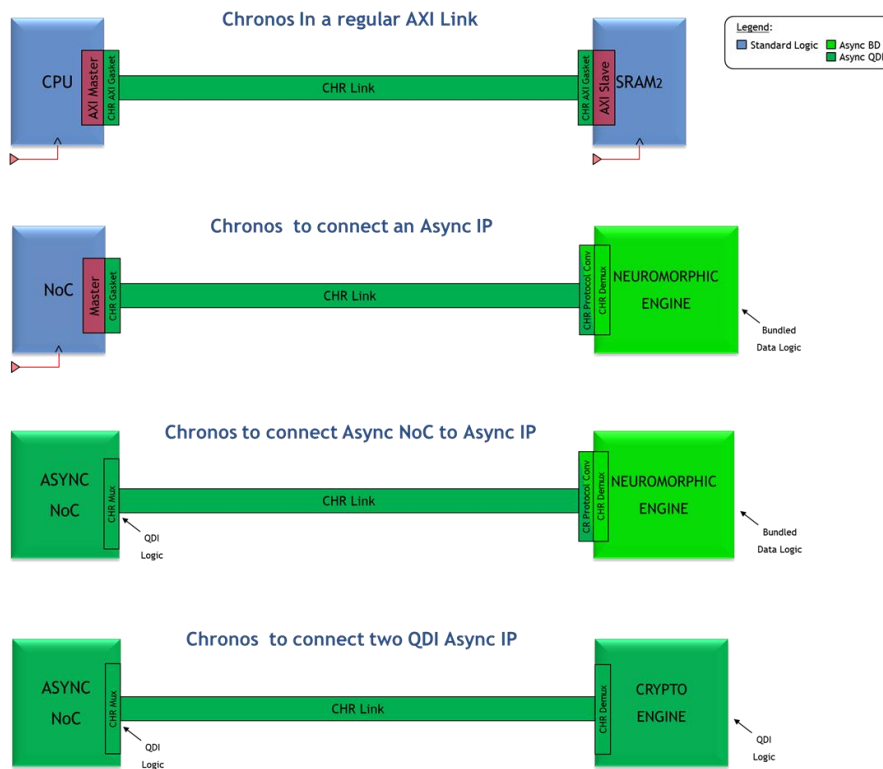 Chronos In a regular AXI Link
Legend:
Standard Logic
Async BD
Async QDI
CPU
AXI Master
CHR AXI Gasket
CHR Link
CHR AXI Gasket
AXI Slave
SRAM2
Chronos to connect an Async IP
NoC
Master
CHR Gasket
CHR Link
CHR Protocol Conv
CHR Demux
NEUROMORPHIC
ENGINE
Bundled
Data Logic
Chronos to connect Async NoC to Async IP
ASYNC
NoC
CHR Mux
QDI
Logic
CHR Link
CR Protocol Conv
CHR Demux
NEUROMORPHIC
ENGINE
Bundled
Data Logic
Chronos to connect two QDI Async IP
ASYNC
NoC
CHR Mux
QDI
Logic
CHR Link
CHR Demux
CRYPTO
ENGINE
QDI
Logic